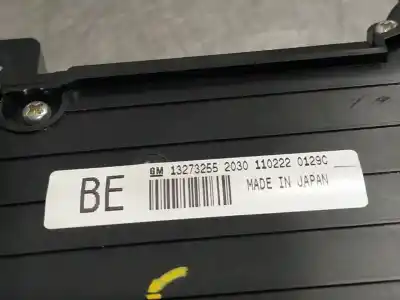 BE
GM 13273255 2030 110222 0129C
MADE IN JAPAN